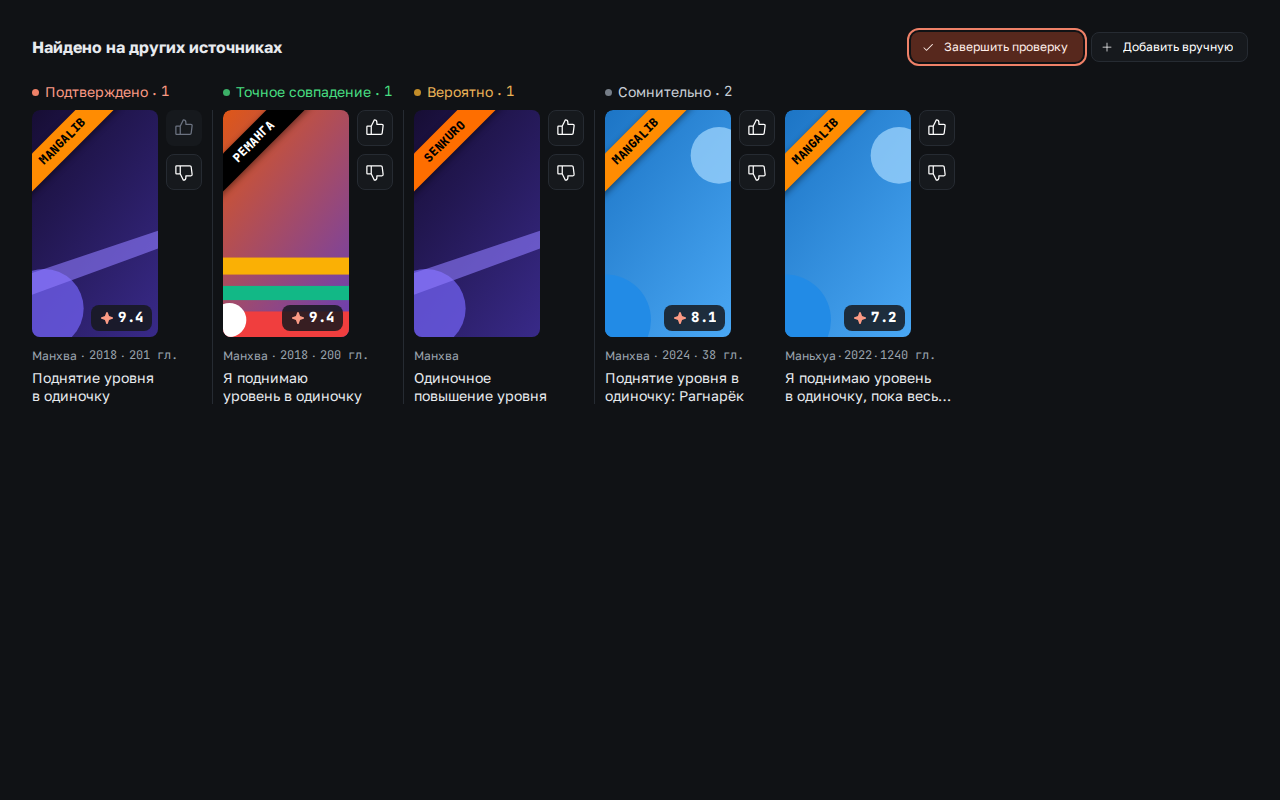 Найдено на других источниках
Завершить проверку
Добавить вручную
Подтверждено · 1
Точное совпадение · 1
Вероятно · 1
Сомнительно · 2
MANGALIB
9.4
Манхва · 2018 · 201 гл.
Поднятие уровня
в одиночку
РЕМАНГА
9.4
Манхва · 2018 · 200 гл.
Я поднимаю
уровень в одиночку
SENKURO
Манхва
Одиночное
повышение уровня
MANGALIB
8.1
Манхва · 2024 · 38 гл.
Поднятие уровня в
одиночку: Рагнарёк
MANGALIB
7.2
Маньхуа · 2022 · 1240 гл.
Я поднимаю уровень
в одиночку, пока весь...